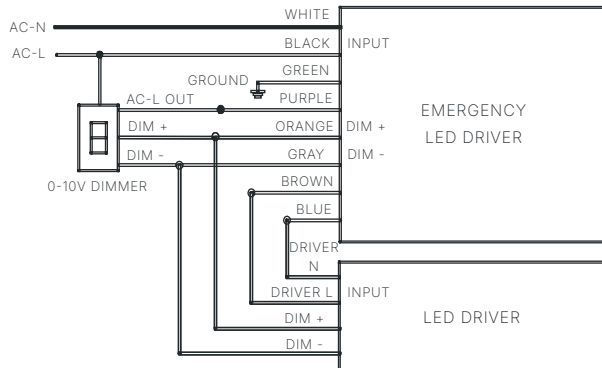 WHITE
AC-N
BLACK INPUT
AC-L
GREEN
GROUND
AC-L OUT PURPLE
EMERGENCY
LED DRIVER
DIM + ORANGE DIM +
DIM - GRAY DIM -
BROWN
0-10V DIMMER
BLUE
DRIVER
N
DRIVER L INPUT
LED DRIVER
DIM +
DIM -